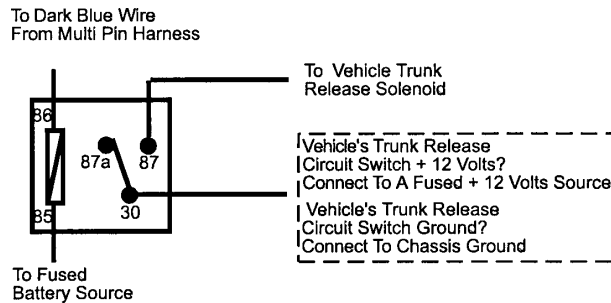 To Dark Blue Wire
From Multi Pin Harness
To Vehicle Trunk
Release Solenoid
86
87a
87
85
30
Vehicle's Trunk Release
Circuit Switch + 12 Volts?
Connect To A Fused + 12 Volts Source
Vehicle's Trunk Release
Circuit Switch Ground?
Connect To Chassis Ground
To Fused
Battery Source